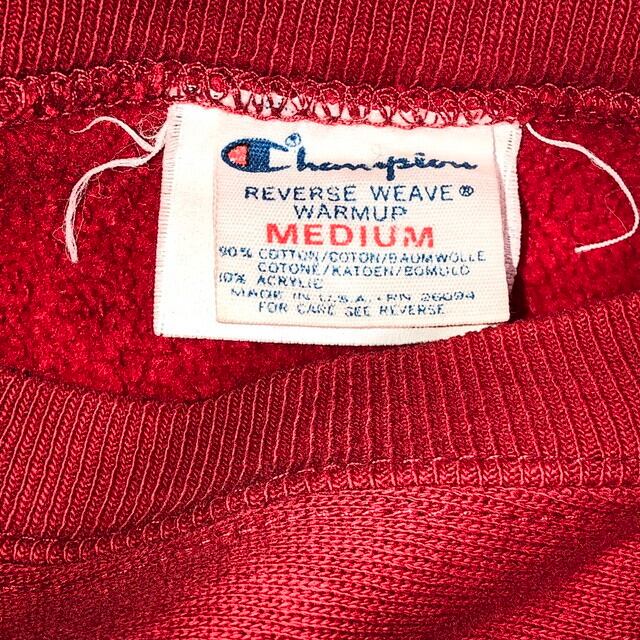 Champion
REVERSE WEAVE®
WARMUP
MEDIUM
90% COTTON/COTON/BAUMWOLLE
COTONE/KATOEN/BOMULD
10% ACRYLIC
MADE IN U.S.A. · RN 26094
FOR CARE SEE REVERSE